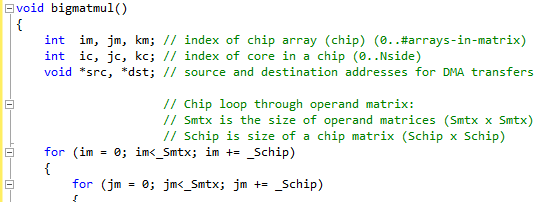 void bigmatmul()
{
int im, jm, km; // index of chip array (chip) (0..#arrays-in-matrix)
int ic, jc, kc; // index of core in a chip (0..Nside)
void *src, *dst; // source and destination addresses for DMA transfers
// Chip loop through operand matrix:
// Smtx is the size of operand matrices (Smtx x Smtx)
// Schip is size of a chip matrix (Schip x Schip)
for (im = 0; im<_Smtx; im += _Schip)
{
for (jm = 0; jm<_Smtx; jm += _Schip)
{